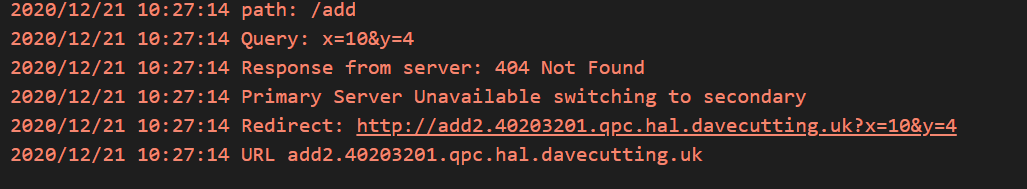 2020/12/21 10:27:14 path: /add
2020/12/21 10:27:14 Query: x=10&y=4
2020/12/21 10:27:14 Response from server: 404 Not Found
2020/12/21 10:27:14 Primary Server Unavailable switching to secondary
2020/12/21 10:27:14 Redirect: http://add2.40203201.qpc.hal.davecutting.uk?x=10&y=4
2020/12/21 10:27:14 URL add2.40203201.qpc.hal.davecutting.uk